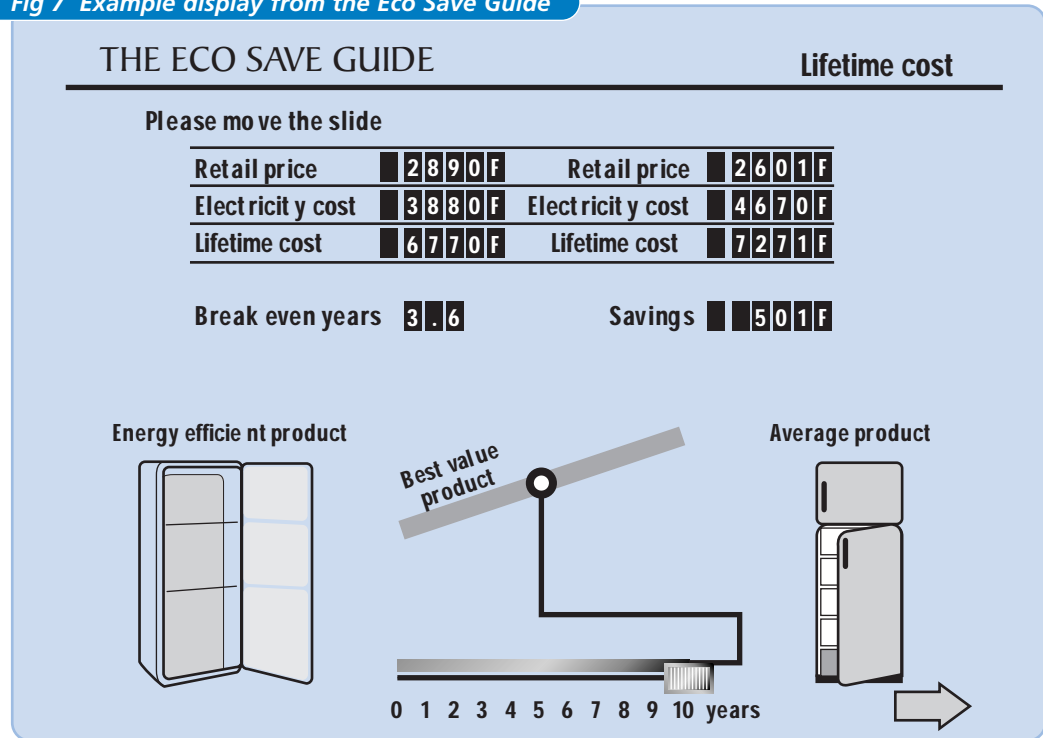 Fig 7 Example display from the Eco Save Guide
THE ECO SAVE GUIDE Lifetime cost
Please move the slide
Retail price 2890F Retail price 2601F
Electricity cost 3880F Electricity cost 4670F
Lifetime cost 6770F Lifetime cost 7271F
Break even years 3.6 Savings 501F
Energy efficient product Average product
Best value
product
0 1 2 3 4 5 6 7 8 9 10 years